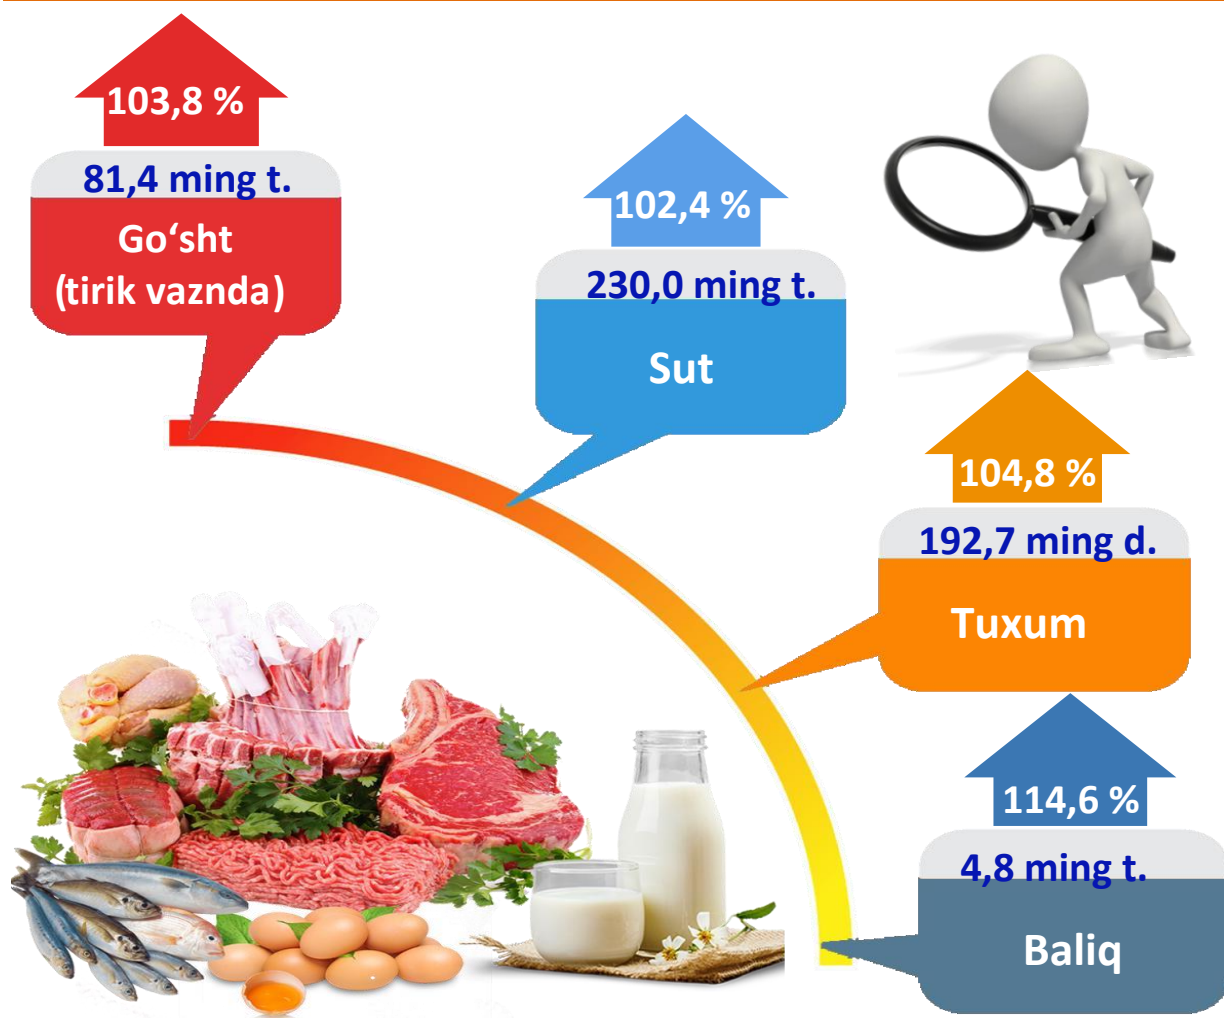 103,8 %
81,4 ming t.
Go‘sht
(tirik vaznda)
102,4 %
230,0 ming t.
Sut
104,8 %
192,7 ming d.
Tuxum
114,6 %
4,8 ming t.
Baliq